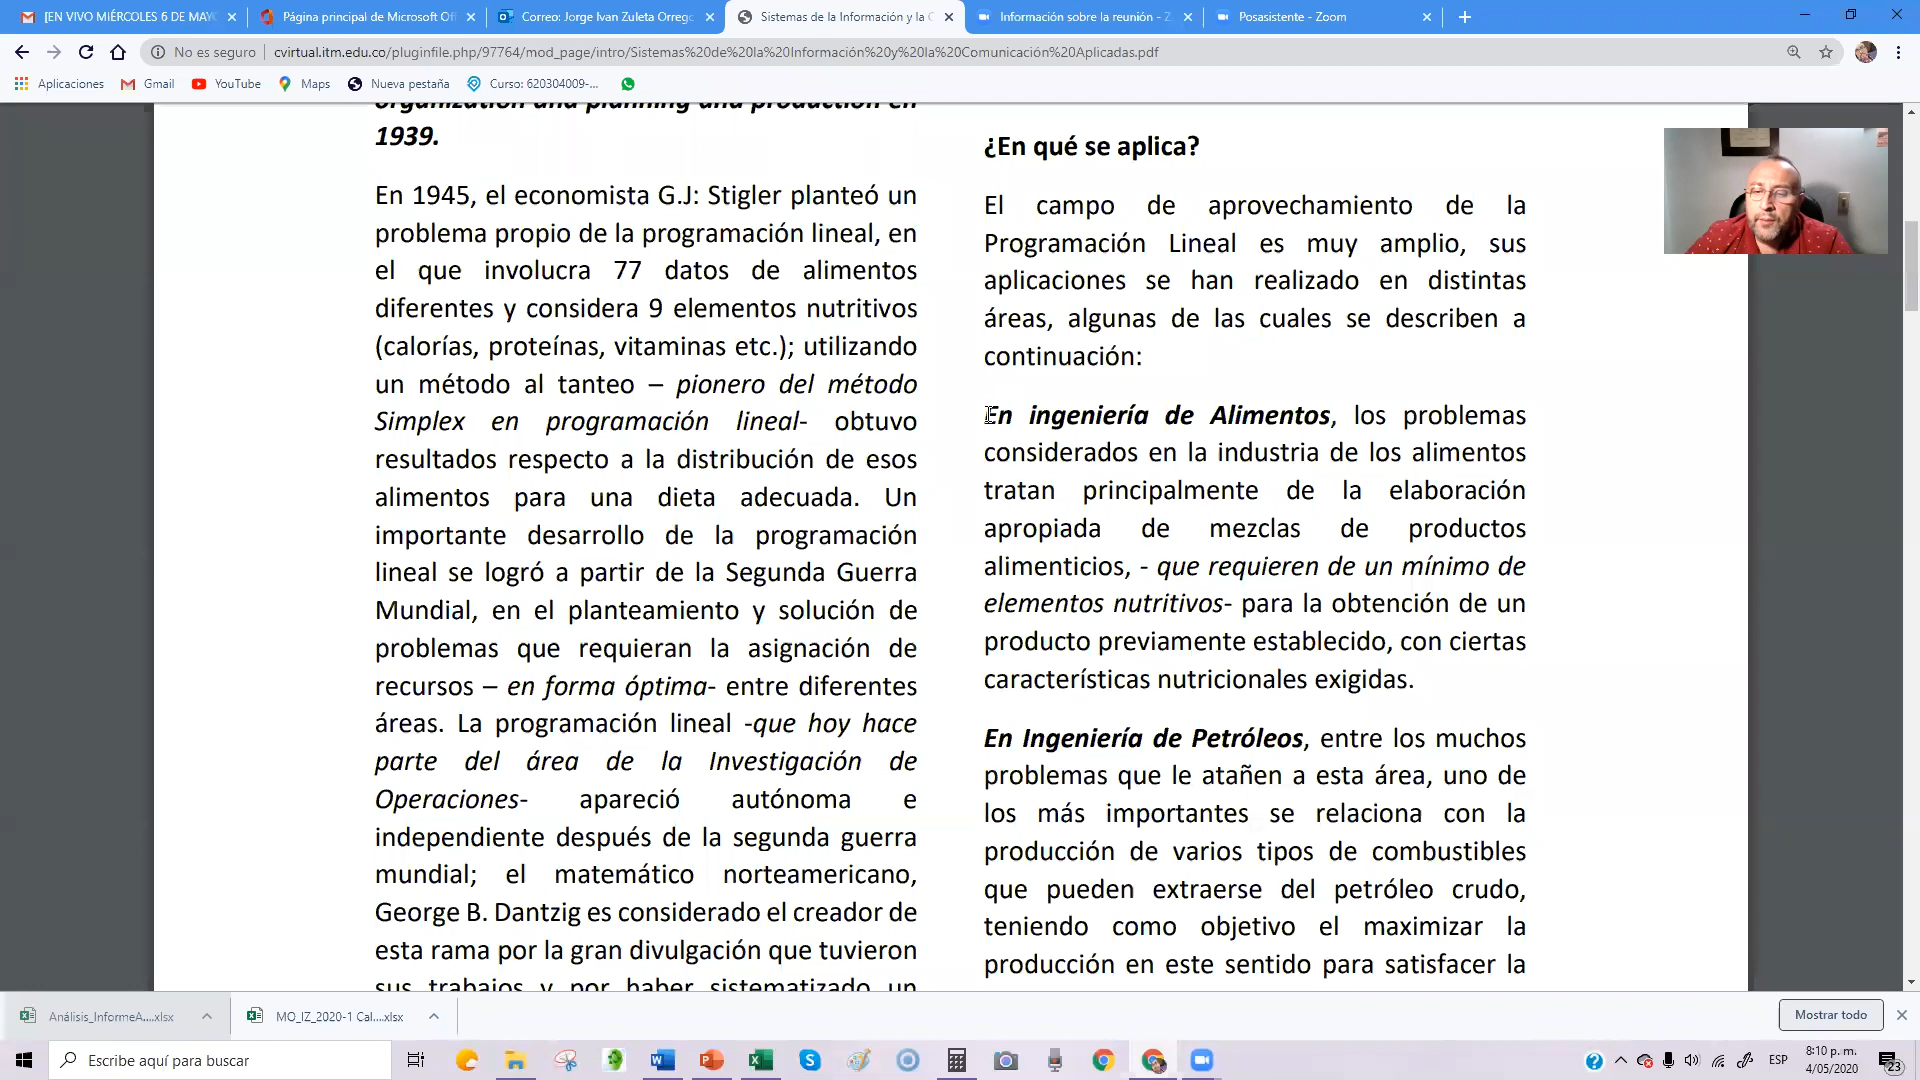 [EN VIVO MIÉRCOLES 6 DE MAY
Página principal de Microsoft Of
Correo: Jorge Ivan Zuleta Orrego
Sistemas de la Información y la C
Información sobre la reunión - Z
Posasistente - Zoom
No es seguro
cvirtual.itm.edu.co/pluginfile.php/97764/mod_page/intro/Sistemas%20de%20la%20Información%20y%20la%20Comunicación%20Aplicadas.pdf
Aplicaciones
Gmail
YouTube
Maps
Nueva pestaña
Curso: 620304009-...
organization and planning and production en
1939.
En 1945, el economista G.J: Stigler planteó un
problema propio de la programación lineal, en
el que involucra 77 datos de alimentos
diferentes y considera 9 elementos nutritivos
(calorías, proteínas, vitaminas etc.); utilizando
un método al tanteo – pionero del método
Simplex en programación lineal- obtuvo
resultados respecto a la distribución de esos
alimentos para una dieta adecuada. Un
importante desarrollo de la programación
lineal se logró a partir de la Segunda Guerra
Mundial, en el planteamiento y solución de
problemas que requieran la asignación de
recursos – en forma óptima- entre diferentes
áreas. La programación lineal -que hoy hace
parte del área de la Investigación de
Operaciones- apareció autónoma e
independiente después de la segunda guerra
mundial; el matemático norteamericano,
George B. Dantzig es considerado el creador de
esta rama por la gran divulgación que tuvieron
sus trabajos y por haber sistematizado un
¿En qué se aplica?
El campo de aprovechamiento de la
Programación Lineal es muy amplio, sus
aplicaciones se han realizado en distintas
áreas, algunas de las cuales se describen a
continuación:
En ingeniería de Alimentos, los problemas
considerados en la industria de los alimentos
tratan principalmente de la elaboración
apropiada de mezclas de productos
alimenticios, - que requieren de un mínimo de
elementos nutritivos- para la obtención de un
producto previamente establecido, con ciertas
características nutricionales exigidas.
En Ingeniería de Petróleos, entre los muchos
problemas que le atañen a esta área, uno de
los más importantes se relaciona con la
producción de varios tipos de combustibles
que pueden extraerse del petróleo crudo,
teniendo como objetivo el maximizar la
producción en este sentido para satisfacer la
Análisis_InformeA....xlsx
MO_IZ_2020-1 Cal....xlsx
Mostrar todo
Escribe aquí para buscar
ESP
8:10 p. m.
4/05/2020
23